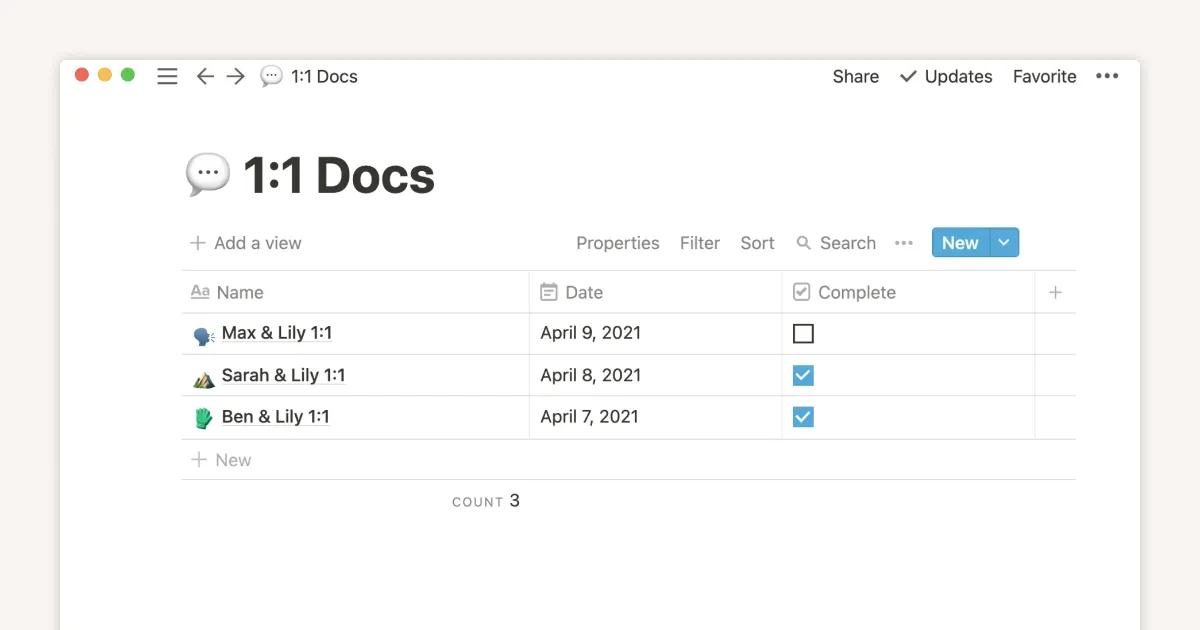 1:1 Docs Share Updates Favorite
1:1 Docs
Add a view Properties Filter Sort Search New
Aa Name Date Complete
Max & Lily 1:1 April 9, 2021
Sarah & Lily 1:1 April 8, 2021
Ben & Lily 1:1 April 7, 2021
New
COUNT 3